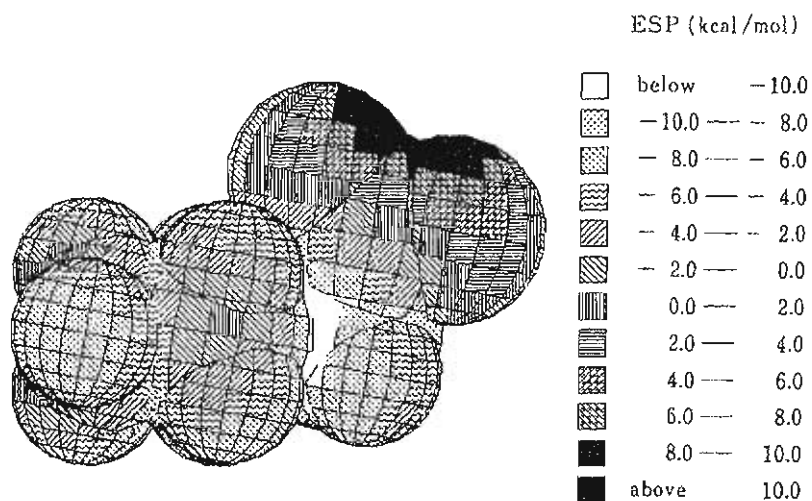 ESP (kcal/mol)
below -10.0
-10.0 — - 8.0
- 8.0 — - 6.0
- 6.0 — - 4.0
- 4.0 — - 2.0
- 2.0 — 0.0
0.0 — 2.0
2.0 — 4.0
4.0 — 6.0
6.0 — 8.0
8.0 — 10.0
above 10.0